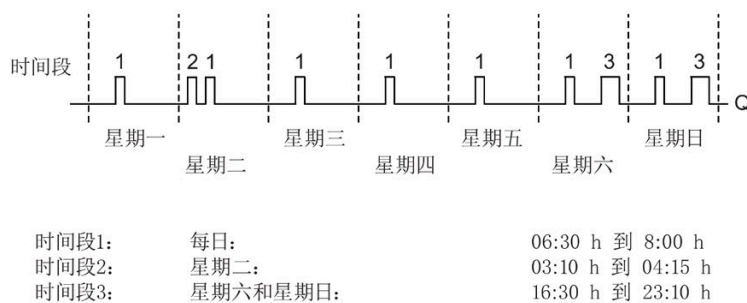 1 2 1 1 1 1 1 3 1 3
时间段
Q
星期一 星期三 星期五 星期日
星期二 星期四 星期六
时间段1： 每日： 06:30 h 到 8:00 h
时间段2： 星期二： 03:10 h 到 04:15 h
时间段3： 星期六和星期日： 16:30 h 到 23:10 h